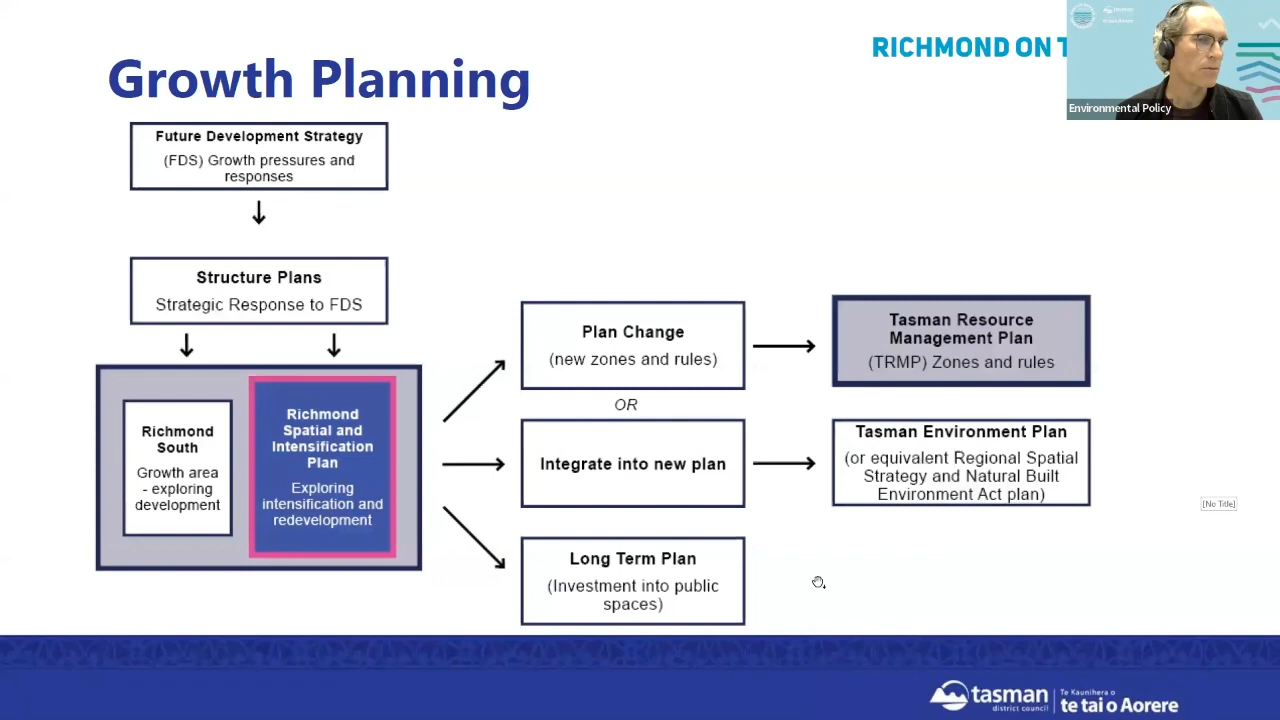 Growth Planning
RICHMOND ON T
Environmental Policy
Future Development Strategy
(FDS) Growth pressures and
responses
Structure Plans
Strategic Response to FDS
Richmond
South
Growth area
- exploring
development
Richmond
Spatial and
Intensification
Plan
Exploring
intensification and
redevelopment
Plan Change
(new zones and rules)
OR
Integrate into new plan
Long Term Plan
(Investment into public
spaces)
Tasman Resource
Management Plan
(TRMP) Zones and rules
Tasman Environment Plan
(or equivalent Regional Spatial
Strategy and Natural Built
Environment Act plan)
[No Title]
tasman
district council
Te Kaunihera o
te tai o Aorere